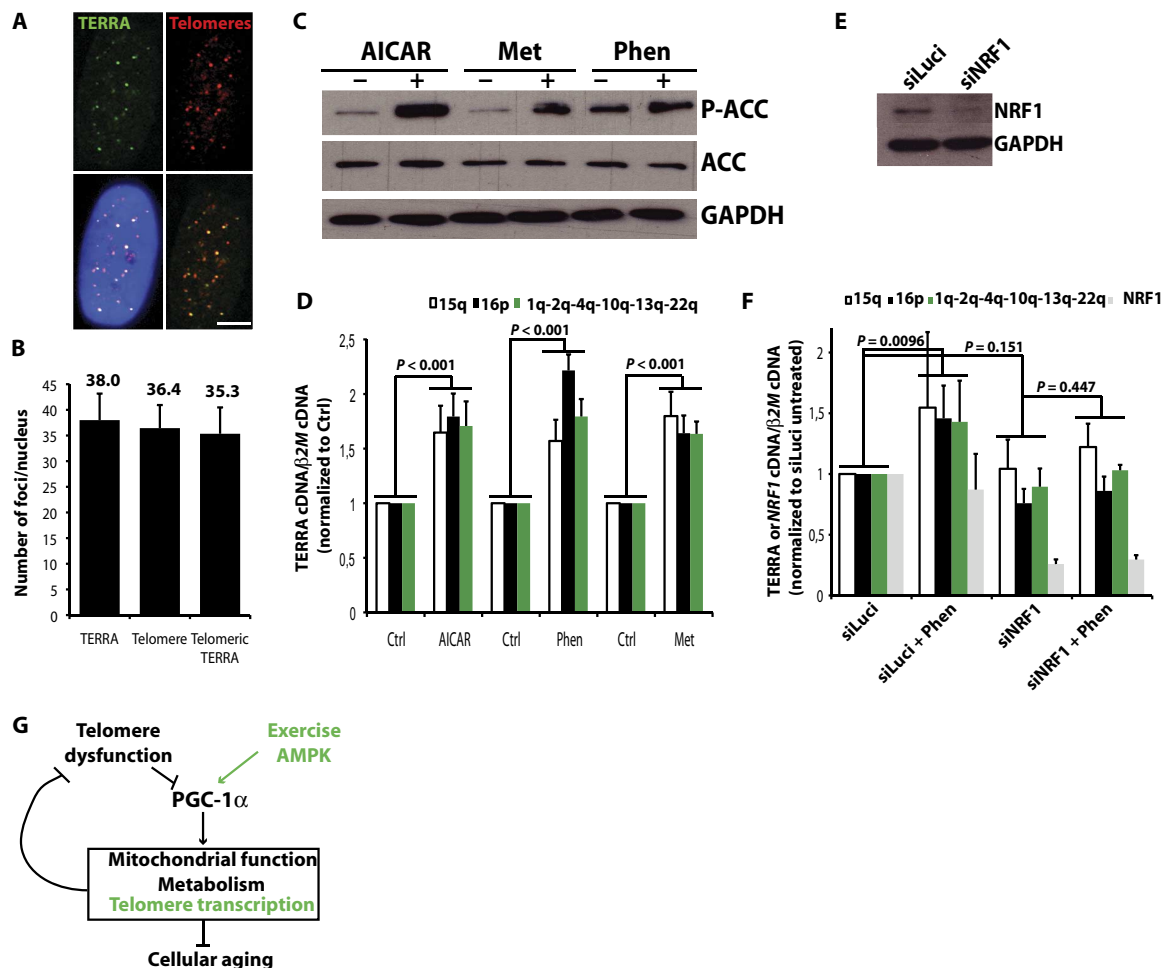 A
TERRA
Telomeres
B
Number of foci/nucleus
45
40
35
30
25
20
15
10
5
0
38.0
36.4
35.3
TERRA
Telomere
Telomeric
TERRA
C
AICAR
Met
Phen
– + – + – +
P-ACC
ACC
GAPDH
D
15q 16p 1q-2q-4q-10q-13q-22q
TERRA cDNA/β2M cDNA
(normalized to Ctrl)
2,5
2
1,5
1
0,5
0
P < 0.001
P < 0.001
P < 0.001
Ctrl
AICAR
Ctrl
Phen
Ctrl
Met
E
siLuci
siNRF1
NRF1
GAPDH
F
15q 16p 1q-2q-4q-10q-13q-22q NRF1
TERRA or NRF1 cDNA/β2M cDNA
(normalized to siLuci untreated)
2
1,5
1
0,5
0
P = 0.0096
P = 0.151
P = 0.447
siLuci
siLuci + Phen
siNRF1
siNRF1 + Phen
G
Telomere
dysfunction
Exercise
AMPK
PGC-1α
Mitochondrial function
Metabolism
Telomere transcription
Cellular aging